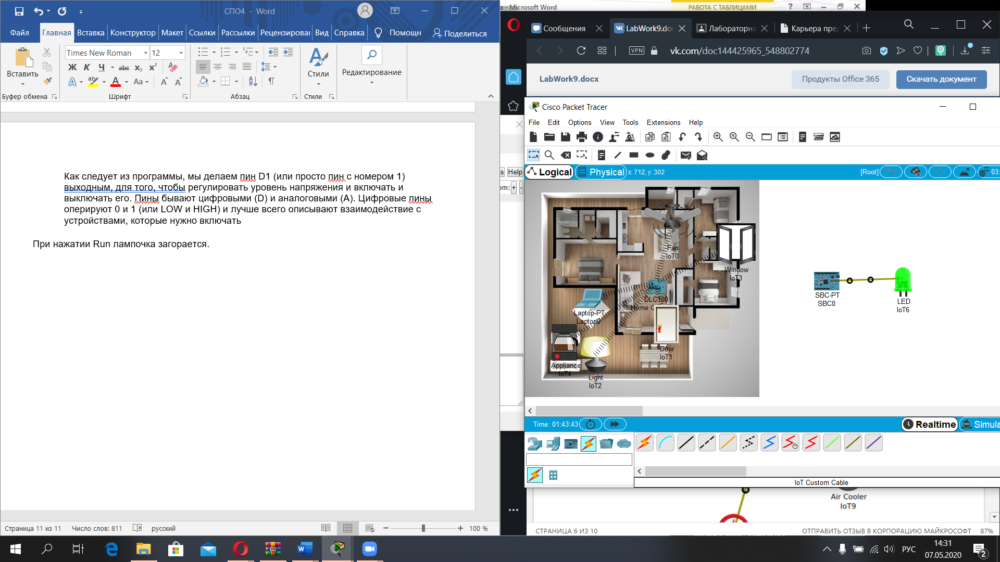 СПО4 - Word
Файл
Главная
Вставка
Конструктор
Макет
Ссылки
Рассылки
Рецензирован
Вид
Справка
Помощн
Поделиться
Вставить
Times New Roman
12
Ж К Ч abc x₂ x²
Aa
Стили
Редактирование
Буфер обмена
Шрифт
Абзац
Стили
Как следует из программы, мы делаем пин D1 (или просто пин с номером 1)
выходным, для того, чтобы регулировать уровень напряжения и включать и
выключать его. Пины бывают цифровыми (D) и аналоговыми (A). Цифровые пины
оперируют 0 и 1 (или LOW и HIGH) и лучше всего описывают взаимодействие с
устройствами, которые нужно включать
При нажатии Run лампочка загорается.
Страница 11 из 11
Число слов: 811
русский
100 %
а - Microsoft Word
РАБОТА С ТАБЛИЦАМИ
Сообщения
LabWork9.doc
Лабораторна
Карьера пред
VPN
vk.com/doc144425965_548802774
LabWork9.docx
Продукты Office 365
Скачать документ
Cisco Packet Tracer
File Edit Options View Tools Extensions Help
s Help
om: + -
Logical
Physical
x: 712, y: 302
[Root]
03:
Fan
IoT0
Window
IoT3
DLC100
Home G
Laptop-PT
Laptop0
Door
IoT1
Appliance
IoT4
Light
IoT2
SBC-PT
SBC0
LED
IoT6
Time: 01:43:43
Realtime
Simula
IoT Custom Cable
Air Cooler
IoT9
СТРАНИЦА 6 ИЗ 10
ОТПРАВИТЬ ОТЗЫВ В КОРПОРАЦИЮ МАЙКРОСОФТ
87%
РУС
14:31
07.05.2020
2